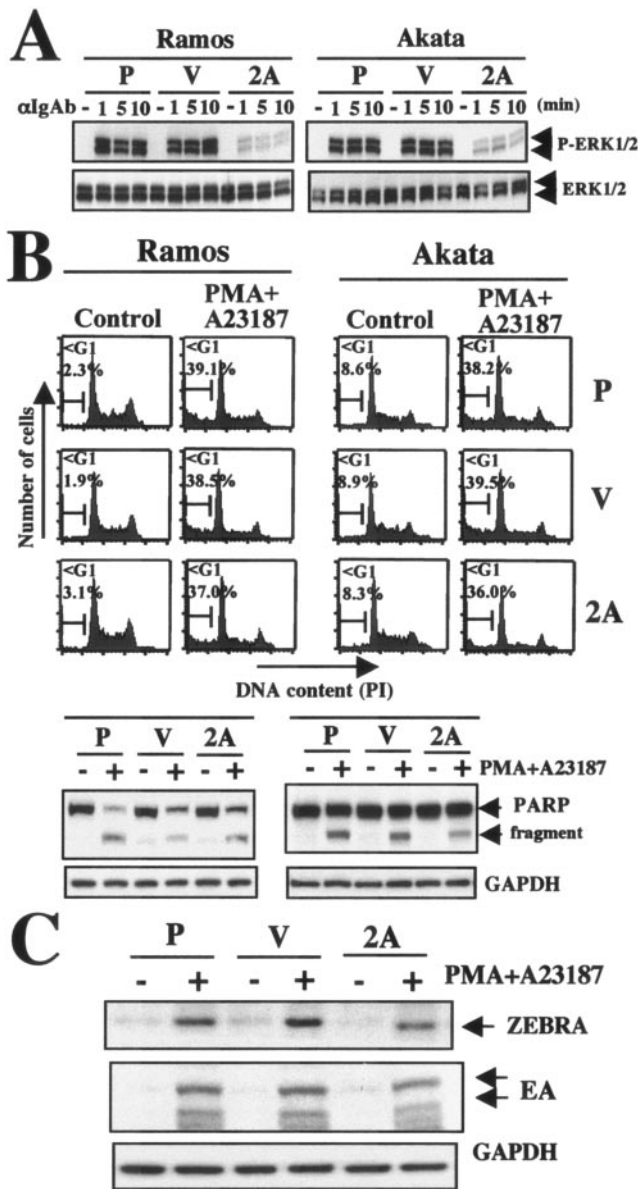 A
Ramos Akata
P V 2A P V 2A
αIgAb - 1 5 10 - 1 5 10 - 1 5 10 - 1 5 10 - 1 5 10 - 1 5 10 (min)
P-ERK1/2
ERK1/2
B
Ramos Akata
Control PMA+ A23187 Control PMA+ A23187
Number of cells
<G1 2.3% <G1 39.1% <G1 8.6% <G1 38.2% P
<G1 1.9% <G1 38.5% <G1 8.9% <G1 39.5% V
<G1 3.1% <G1 37.0% <G1 8.3% <G1 36.0% 2A
DNA content (PI)
P V 2A P V 2A
- + - + - + - + - + - + PMA+A23187
PARP
fragment
GAPDH
C
P V 2A
- + - + - + PMA+A23187
ZEBRA
EA
GAPDH